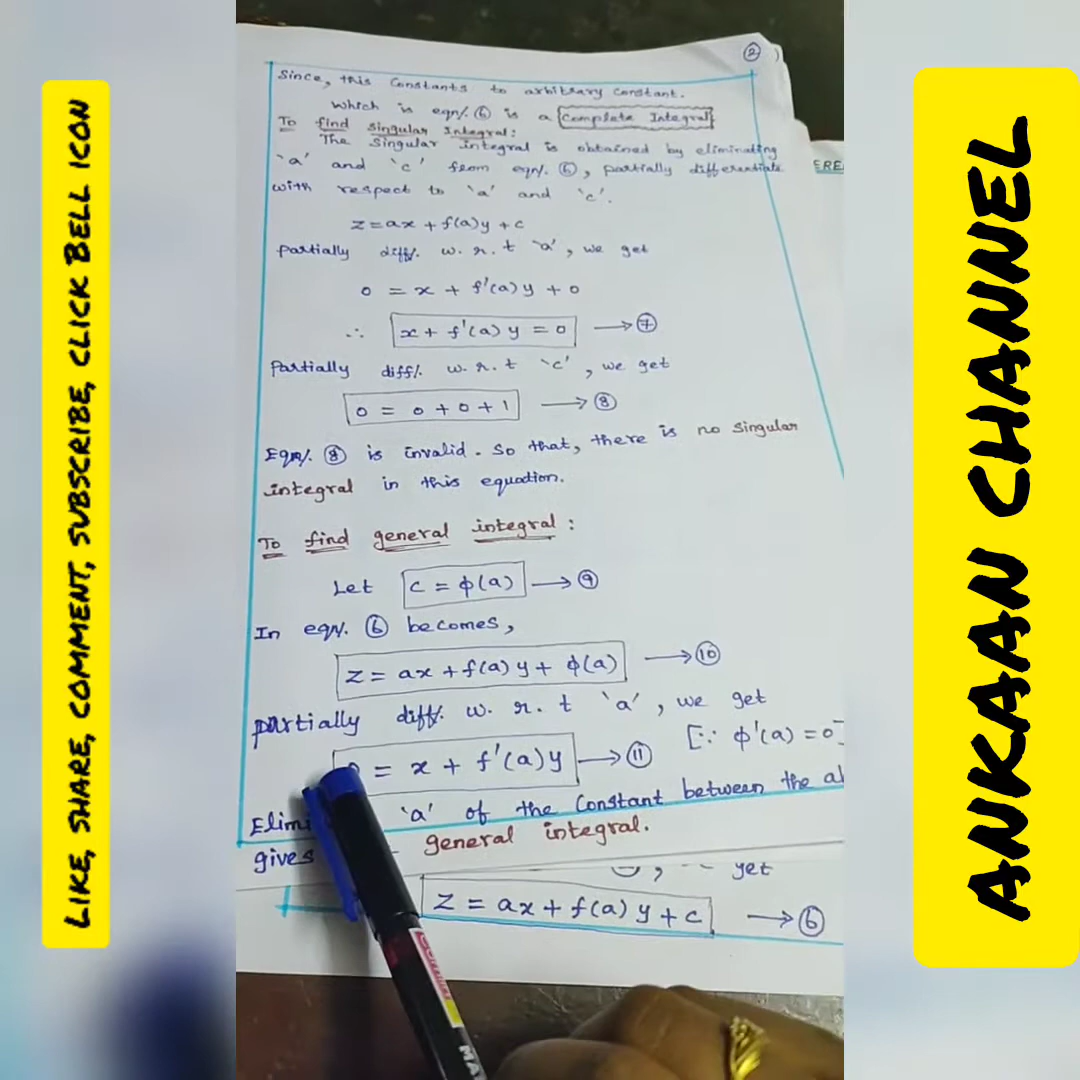 LIKE, SHARE, COMMENT, SUBSCRIBE, CLICK BELL ICON
②
Since, this Constants to arbitrary constant.
Which is eqn/. ⑥ is a Complete Integral
To find singular Integral:
The Singular integral is obtained by eliminating
'a' and 'c' from eqn/. ⑥, partially differentiate
with respect to 'a' and 'c'.
z = ax + f(a)y + c
partially diff/. w.r.t 'a', we get
0 = x + f'(a)y + 0
∴ x + f'(a)y = 0 → ⑦
Partially diff/. w.r.t 'c', we get
0 = 0 + 0 + 1 → ⑧
Eqn/. ⑧ is invalid. So that, there is no singular
integral in this equation.
To find general integral:
Let c = φ(a) → ⑨
In eqn/. ⑥ becomes,
z = ax + f(a)y + φ(a) → ⑩
partially diff/. w.r.t 'a', we get
= x + f'(a)y → ⑪ [∵ φ'(a) = 0
'a' of the Constant between the
gives general integral.
, yet
z = ax + f(a)y + c → ⑥
ANKAAN CHANNEL